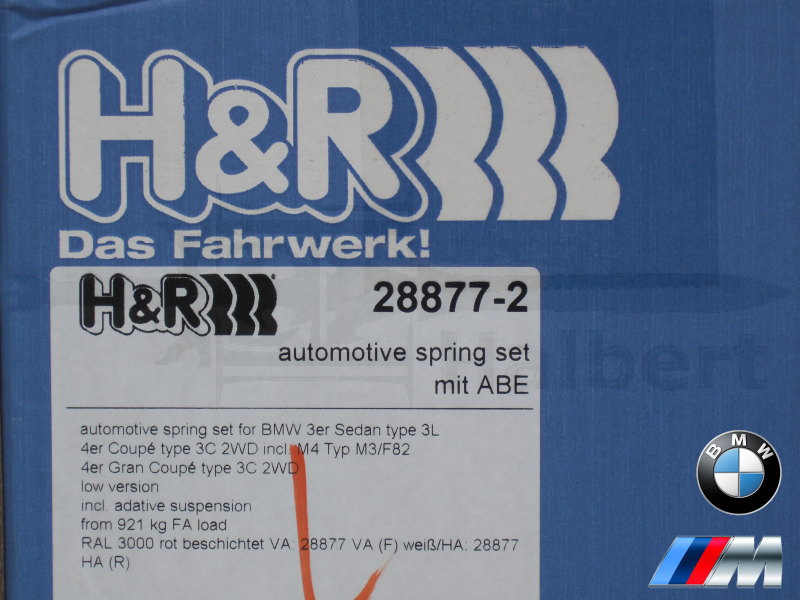 H&R
Das Fahrwerk!
H&R
28877-2
automotive spring set
mit ABE
automotive spring set for BMW 3er Sedan type 3L
4er Coupé type 3C 2WD incl. M4 Typ M3/F82
4er Gran Coupé type 3C 2WD
low version
incl. adative suspension
from 921 kg FA load
RAL 3000 rot beschichtet VA: 28877 VA (F) weiß/HA: 28877
HA (R)
BMW
M